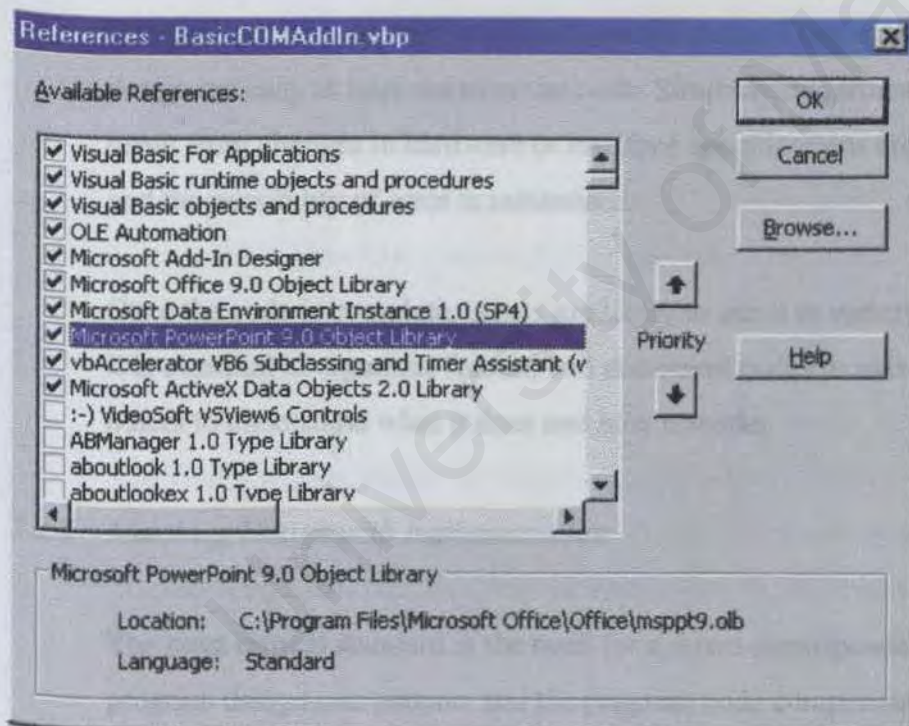 References - BasicCOMAddIn.vbp
Available References:
Visual Basic For Applications
Visual Basic runtime objects and procedures
Visual Basic objects and procedures
OLE Automation
Microsoft Add-In Designer
Microsoft Office 9.0 Object Library
Microsoft Data Environment Instance 1.0 (SP4)
Microsoft PowerPoint 9.0 Object Library
vbAccelerator VB6 Subclassing and Timer Assistant (v
Microsoft ActiveX Data Objects 2.0 Library
:-) VideoSoft VSView6 Controls
ABManager 1.0 Type Library
aboutlook 1.0 Type Library
aboutlookex 1.0 Type Library
OK
Cancel
Browse...
Priority
Help
Microsoft PowerPoint 9.0 Object Library
Location: C:\Program Files\Microsoft Office\Office\msppt9.olb
Language: Standard
University of Ma